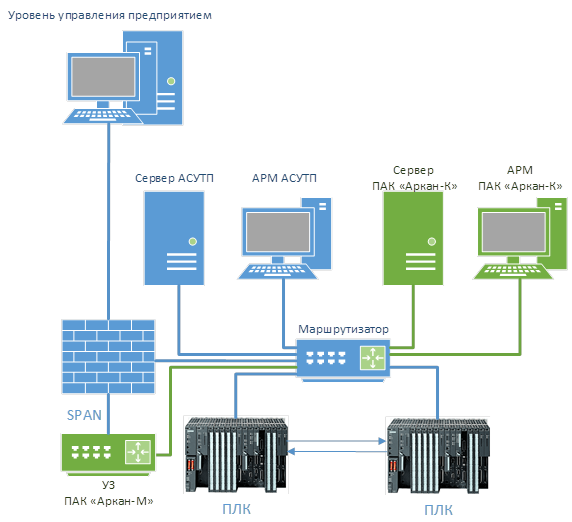 Уровень управления предприятием
Сервер АСУТП
АРМ АСУТП
Сервер
ПАК «Аркан-К»
АРМ
ПАК «Аркан-К»
Маршрутизатор
SPAN
УЗ
ПАК «Аркан-М»
ПЛК
ПЛК